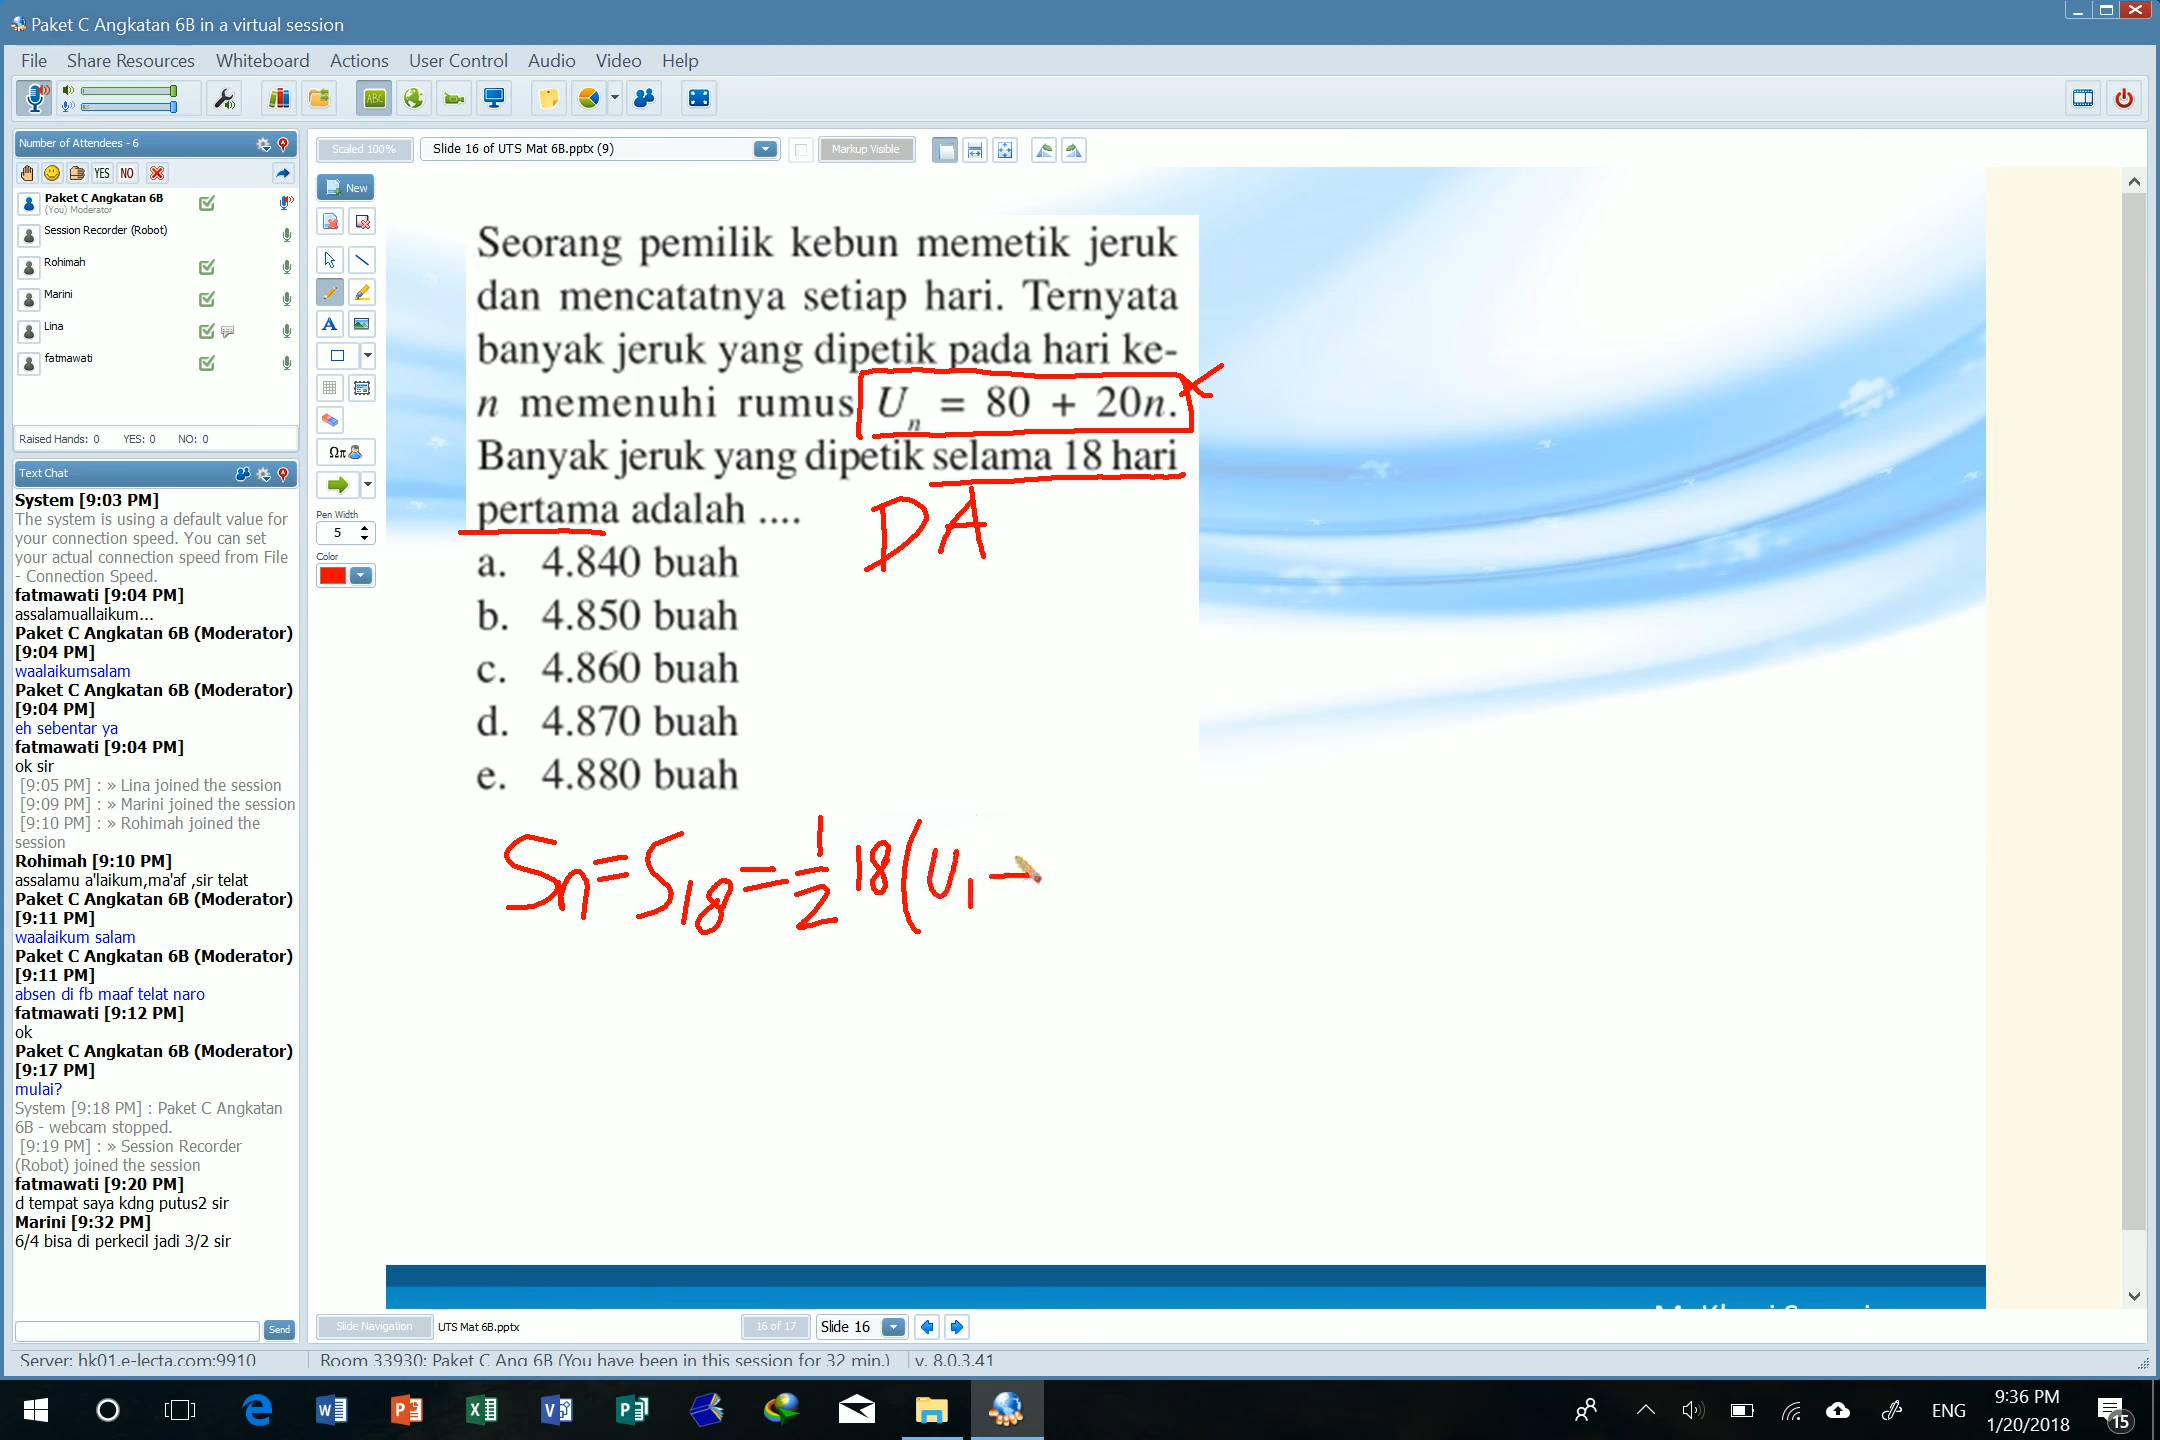 Paket C Angkatan 6B in a virtual session
File Share Resources Whiteboard Actions User Control Audio Video Help
ABC
Number of Attendees - 6
YES NO
Paket C Angkatan 6B
(You) Moderator
Session Recorder (Robot)
Rohimah
Marini
Lina
fatmawati
Raised Hands: 0 YES: 0 NO: 0
Text Chat
System [9:03 PM]
The system is using a default value for
your connection speed. You can set
your actual connection speed from File
- Connection Speed.
fatmawati [9:04 PM]
assalamuallaikum...
Paket C Angkatan 6B (Moderator)
[9:04 PM]
waalaikumsalam
Paket C Angkatan 6B (Moderator)
[9:04 PM]
eh sebentar ya
fatmawati [9:04 PM]
ok sir
[9:05 PM] : » Lina joined the session
[9:09 PM] : » Marini joined the session
[9:10 PM] : » Rohimah joined the
session
Rohimah [9:10 PM]
assalamu a'laikum,ma'af ,sir telat
Paket C Angkatan 6B (Moderator)
[9:11 PM]
waalaikum salam
Paket C Angkatan 6B (Moderator)
[9:11 PM]
absen di fb maaf telat naro
fatmawati [9:12 PM]
ok
Paket C Angkatan 6B (Moderator)
[9:17 PM]
mulai?
System [9:18 PM] : Paket C Angkatan
6B - webcam stopped.
[9:19 PM] : » Session Recorder
(Robot) joined the session
fatmawati [9:20 PM]
d tempat saya kdng putus2 sir
Marini [9:32 PM]
6/4 bisa di perkecil jadi 3/2 sir
Send
Scaled 100% Slide 16 of UTS Mat 6B.pptx (9) Markup Visible
New
A
Ωπ
Pen Width
5
Color
Seorang pemilik kebun memetik jeruk
dan mencatatnya setiap hari. Ternyata
banyak jeruk yang dipetik pada hari ke-
n memenuhi rumus Uₙ = 80 + 20n.
Banyak jeruk yang dipetik selama 18 hari
pertama adalah ....
DA
a. 4.840 buah
b. 4.850 buah
c. 4.860 buah
d. 4.870 buah
e. 4.880 buah
Sn = S18 = 1/2 18 (U1 −
Slide Navigation UTS Mat 6B.pptx 16 of 17 Slide 16
Server: hk01.e-lecta.com:9910 Room 33930: Paket C Ang 6B (You have been in this session for 32 min.) v. 8.0.3.41
ENG
9:36 PM
1/20/2018
15